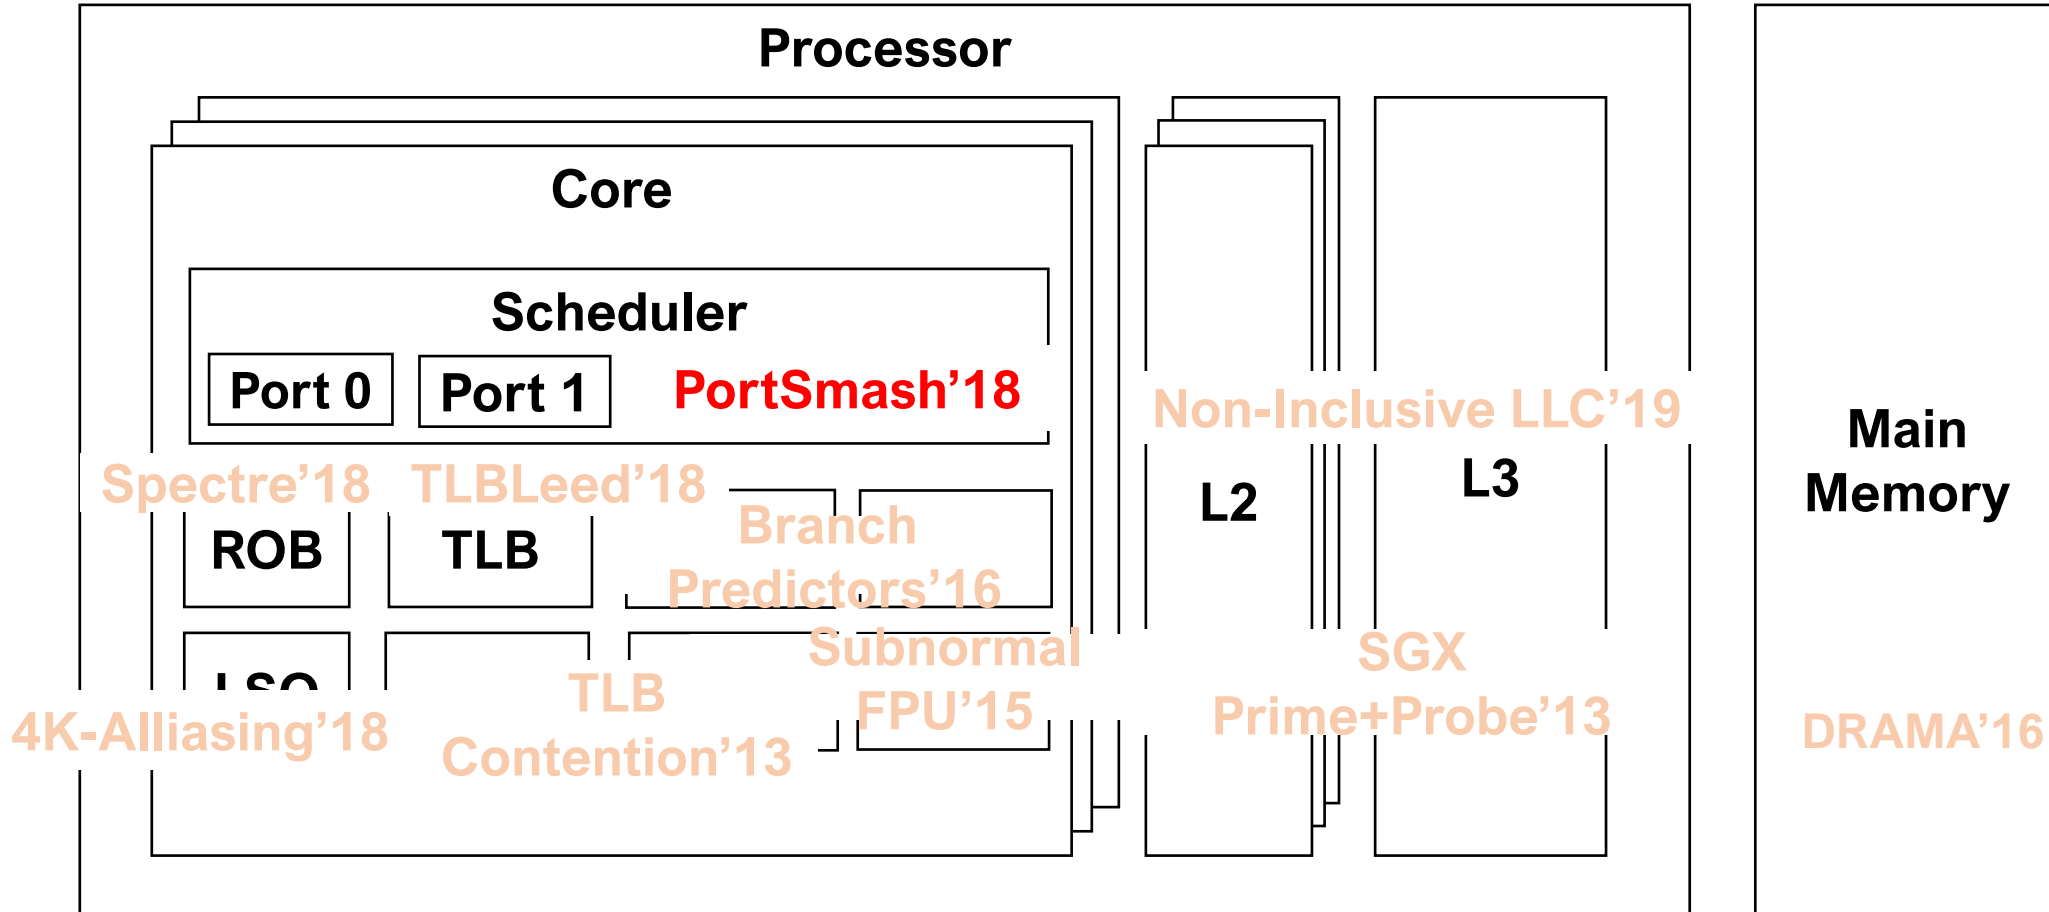 Processor
Core
Scheduler
Port 0
Port 1
PortSmash’18
Non-Inclusive LLC’19
Main
Memory
Spectre’18
TLBLeed’18
L2
L3
Branch
Predictors’16
ROB
TLB
Subnormal
FPU’15
SGX
Prime+Probe’13
TLB
Contention’13
4K-Alliasing’18
DRAMA’16